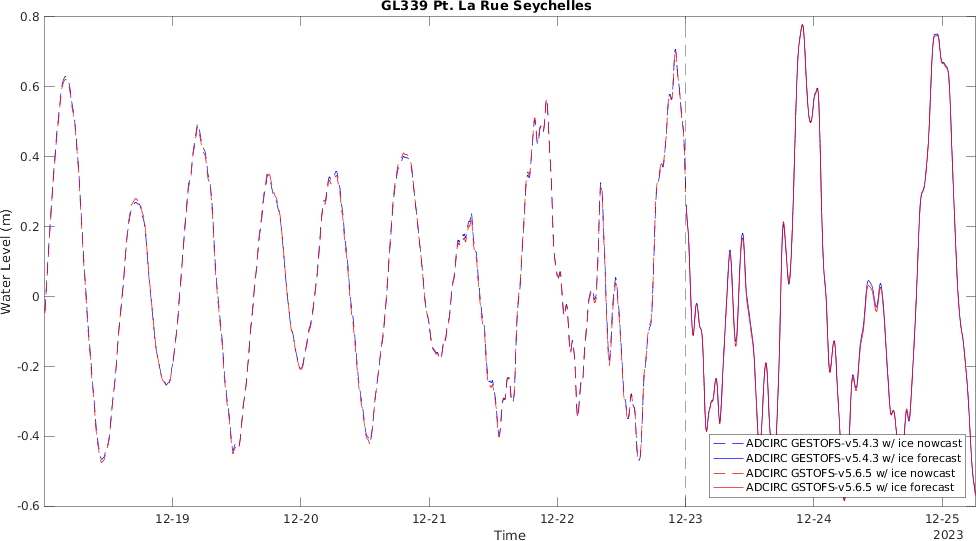 GL339 Pt. La Rue Seychelles
0.8
0.6
0.4
0.2
0
-0.2
-0.4
-0.6
Water Level (m)
12-19
12-20
12-21
12-22
12-23
12-24
12-25
Time
2023
ADCIRC GESTOFS-v5.4.3 w/ ice nowcast
ADCIRC GESTOFS-v5.4.3 w/ ice forecast
ADCIRC GSTOFS-v5.6.5 w/ ice nowcast
ADCIRC GSTOFS-v5.6.5 w/ ice forecast